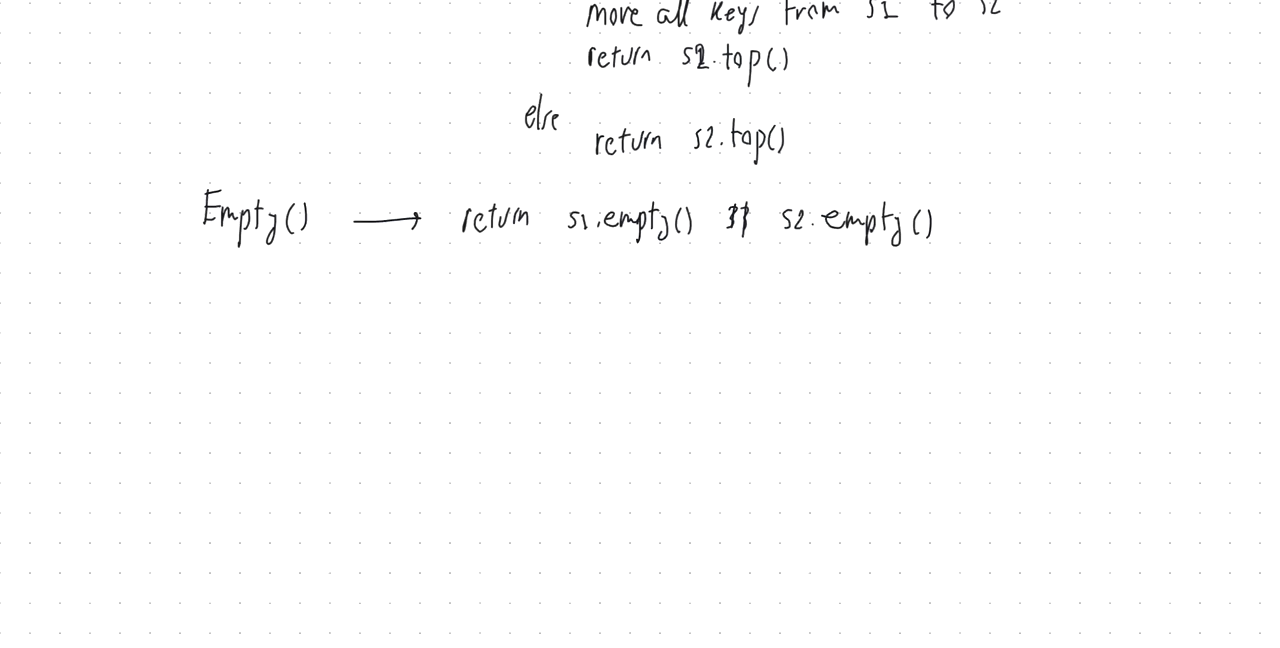 move all keys from s1 to s2
return s2.top()
else
return s2.top()
Empty() → return s1.empty() && s2.empty()